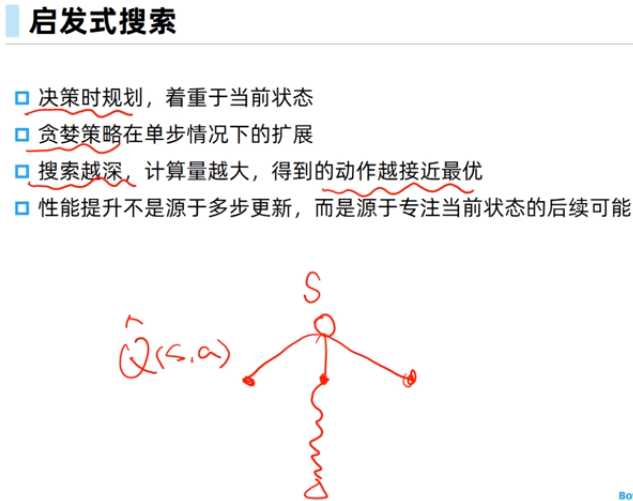 启发式搜索
决策时规划，着重于当前状态
贪婪策略在单步情况下的扩展
搜索越深，计算量越大，得到的动作越接近最优
性能提升不是源于多步更新，而是源于专注当前状态的后续可能
S
Q̂(s,a)
Bo